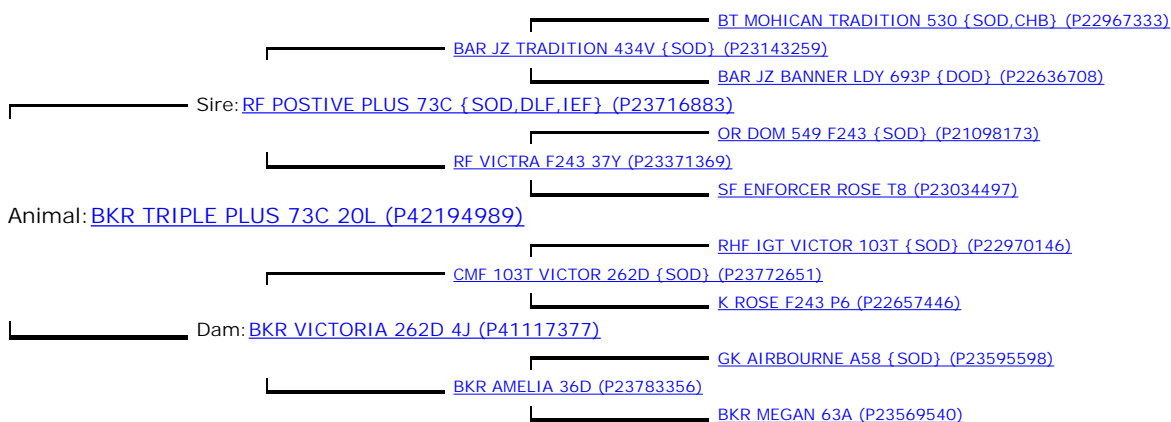 BT MOHICAN TRADITION 530 {SOD,CHB} (P22967333)
BAR JZ TRADITION 434V {SOD} (P23143259)
BAR JZ BANNER LDY 693P {DOD} (P22636708)
Sire: RF POSTIVE PLUS 73C {SOD,DLF,IEF} (P23716883)
OR DOM 549 F243 {SOD} (P21098173)
RF VICTRA F243 37Y (P23371369)
SF ENFORCER ROSE T8 (P23034497)
Animal: BKR TRIPLE PLUS 73C 20L (P42194989)
RHF IGT VICTOR 103T {SOD} (P22970146)
CMF 103T VICTOR 262D {SOD} (P23772651)
K ROSE F243 P6 (P22657446)
Dam: BKR VICTORIA 262D 4J (P41117377)
GK AIRBOURNE A58 {SOD} (P23595598)
BKR AMELIA 36D (P23783356)
BKR MEGAN 63A (P23569540)